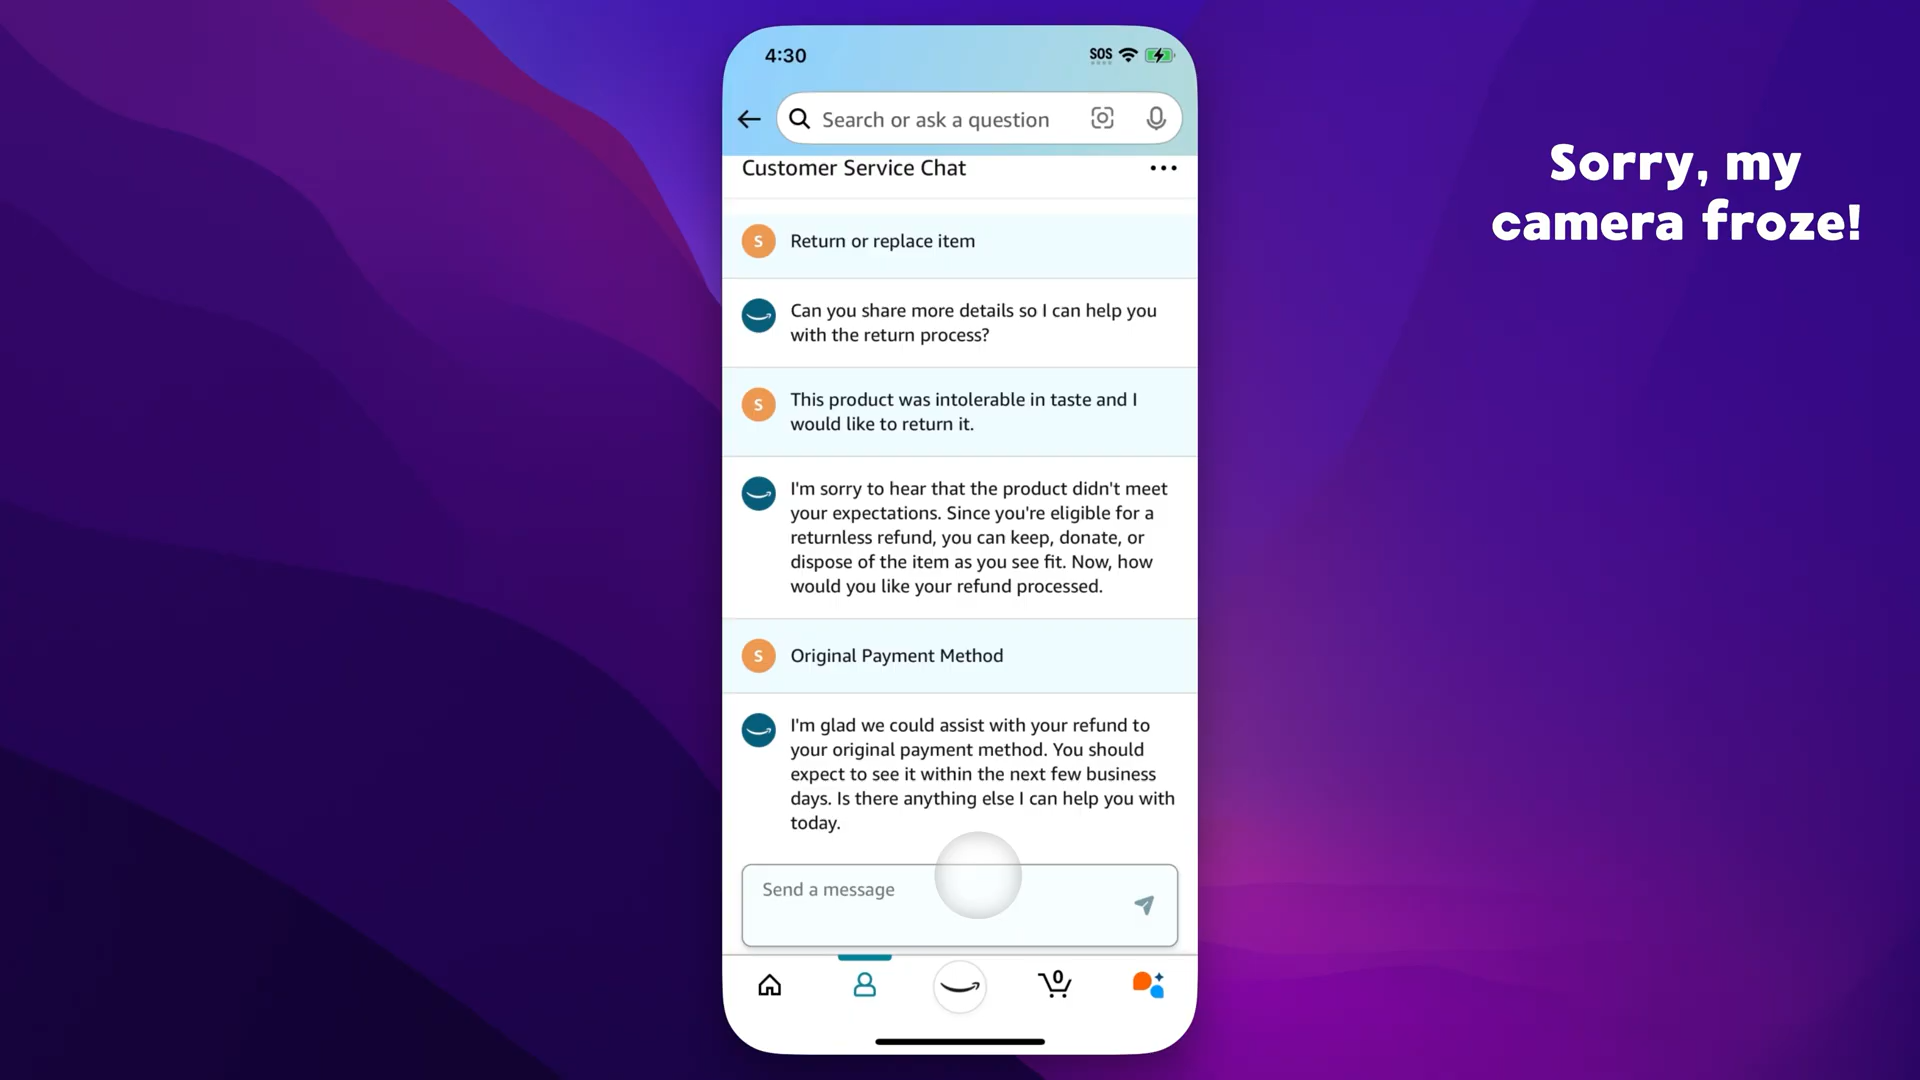 4:30
SOS
Search or ask a question
Customer Service Chat
S
Return or replace item
Can you share more details so I can help you
with the return process?
S
This product was intolerable in taste and I
would like to return it.
I'm sorry to hear that the product didn't meet
your expectations. Since you're eligible for a
returnless refund, you can keep, donate, or
dispose of the item as you see fit. Now, how
would you like your refund processed.
S
Original Payment Method
I'm glad we could assist with your refund to
your original payment method. You should
expect to see it within the next few business
days. Is there anything else I can help you with
today.
Send a message
0
Sorry, my
camera froze!